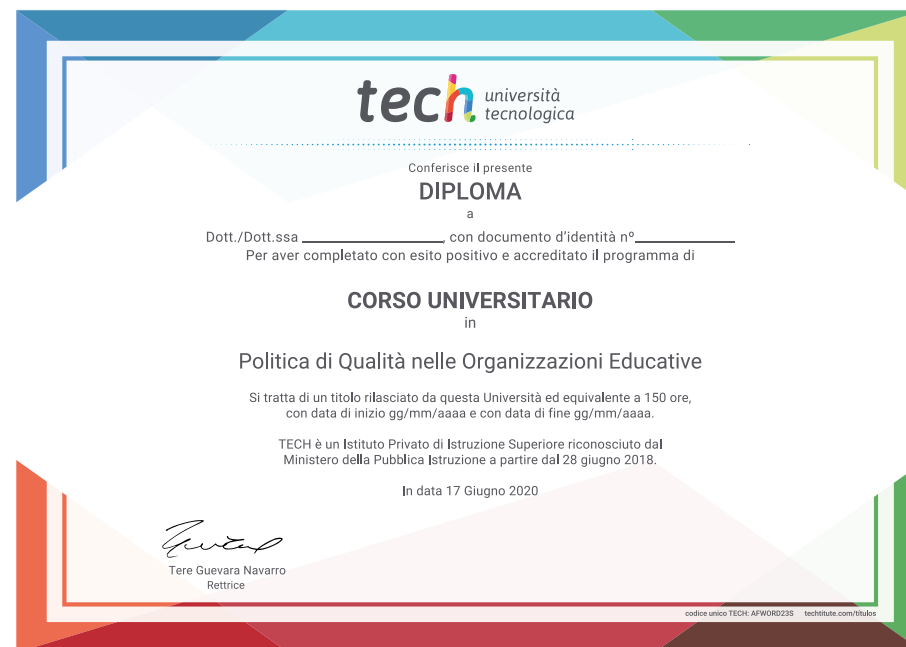 tech università
tecnologica
Conferisce il presente
DIPLOMA
a
Dott./Dott.ssa ____________________, con documento d'identità nº______________
Per aver completato con esito positivo e accreditato il programma di
CORSO UNIVERSITARIO
in
Politica di Qualità nelle Organizzazioni Educative
Si tratta di un titolo rilasciato da questa Università ed equivalente a 150 ore,
con data di inizio gg/mm/aaaa e con data di fine gg/mm/aaaa.
TECH è un Istituto Privato di Istruzione Superiore riconosciuto dal
Ministero della Pubblica Istruzione a partire dal 28 giugno 2018.
In data 17 Giugno 2020
Tere Guevara Navarro
Rettrice
codice unico TECH: AFWORD23S techtitute.com/titulos